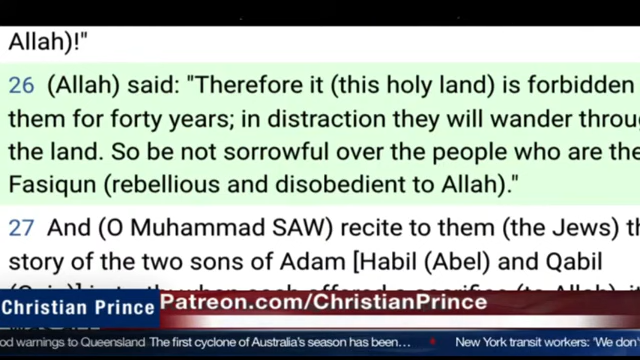 Allah)!"
26 (Allah) said: "Therefore it (this holy land) is forbidden
them for forty years; in distraction they will wander throu
the land. So be not sorrowful over the people who are the
Fasiqun (rebellious and disobedient to Allah)."
27 And (O Muhammad SAW) recite to them (the Jews) th
story of the two sons of Adam [Habil (Abel) and Qabil
Christian Prince
Patreon.com/ChristianPrince
od warnings to Queensland The first cyclone of Australia's season has been… • New York transit workers: 'We don'